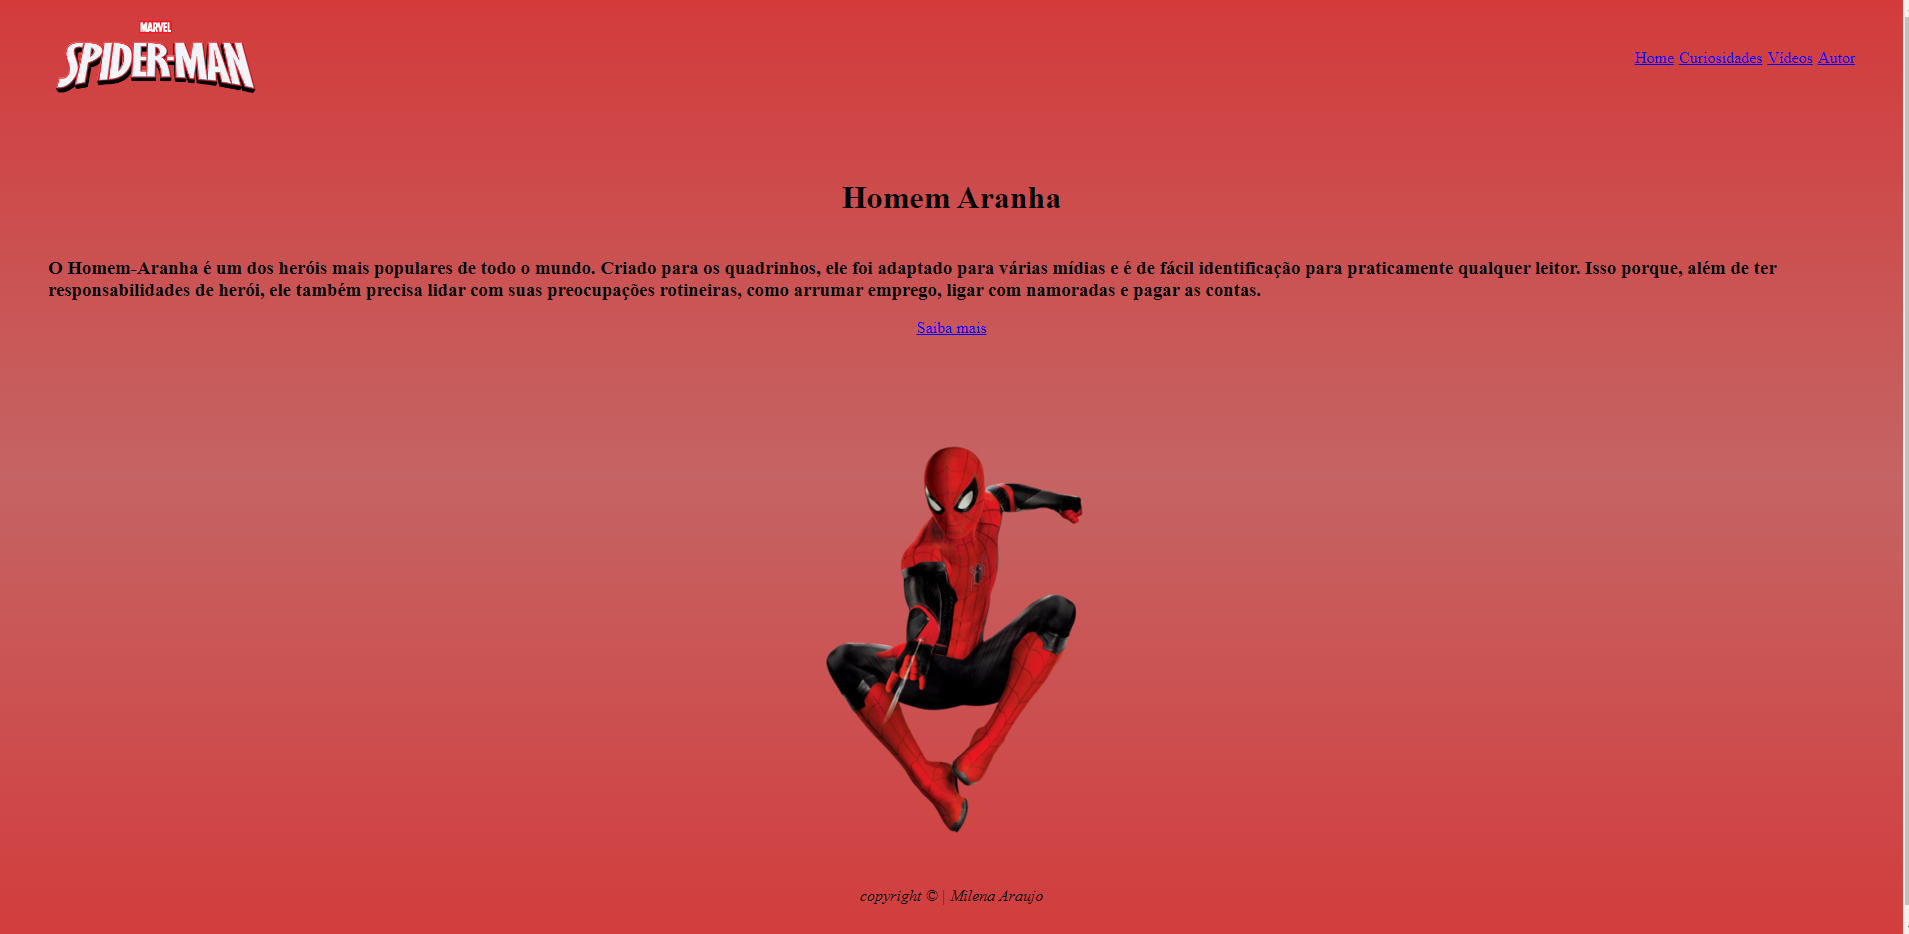 MARVEL
SPIDER-MAN
Home Curiosidades Vídeos Autor
Homem Aranha
O Homem-Aranha é um dos heróis mais populares de todo o mundo. Criado para os quadrinhos, ele foi adaptado para várias mídias e é de fácil identificação para praticamente qualquer leitor. Isso porque, além de ter
responsabilidades de herói, ele também precisa lidar com suas preocupações rotineiras, como arrumar emprego, ligar com namoradas e pagar as contas.
Saiba mais
copyright © | Milena Araujo